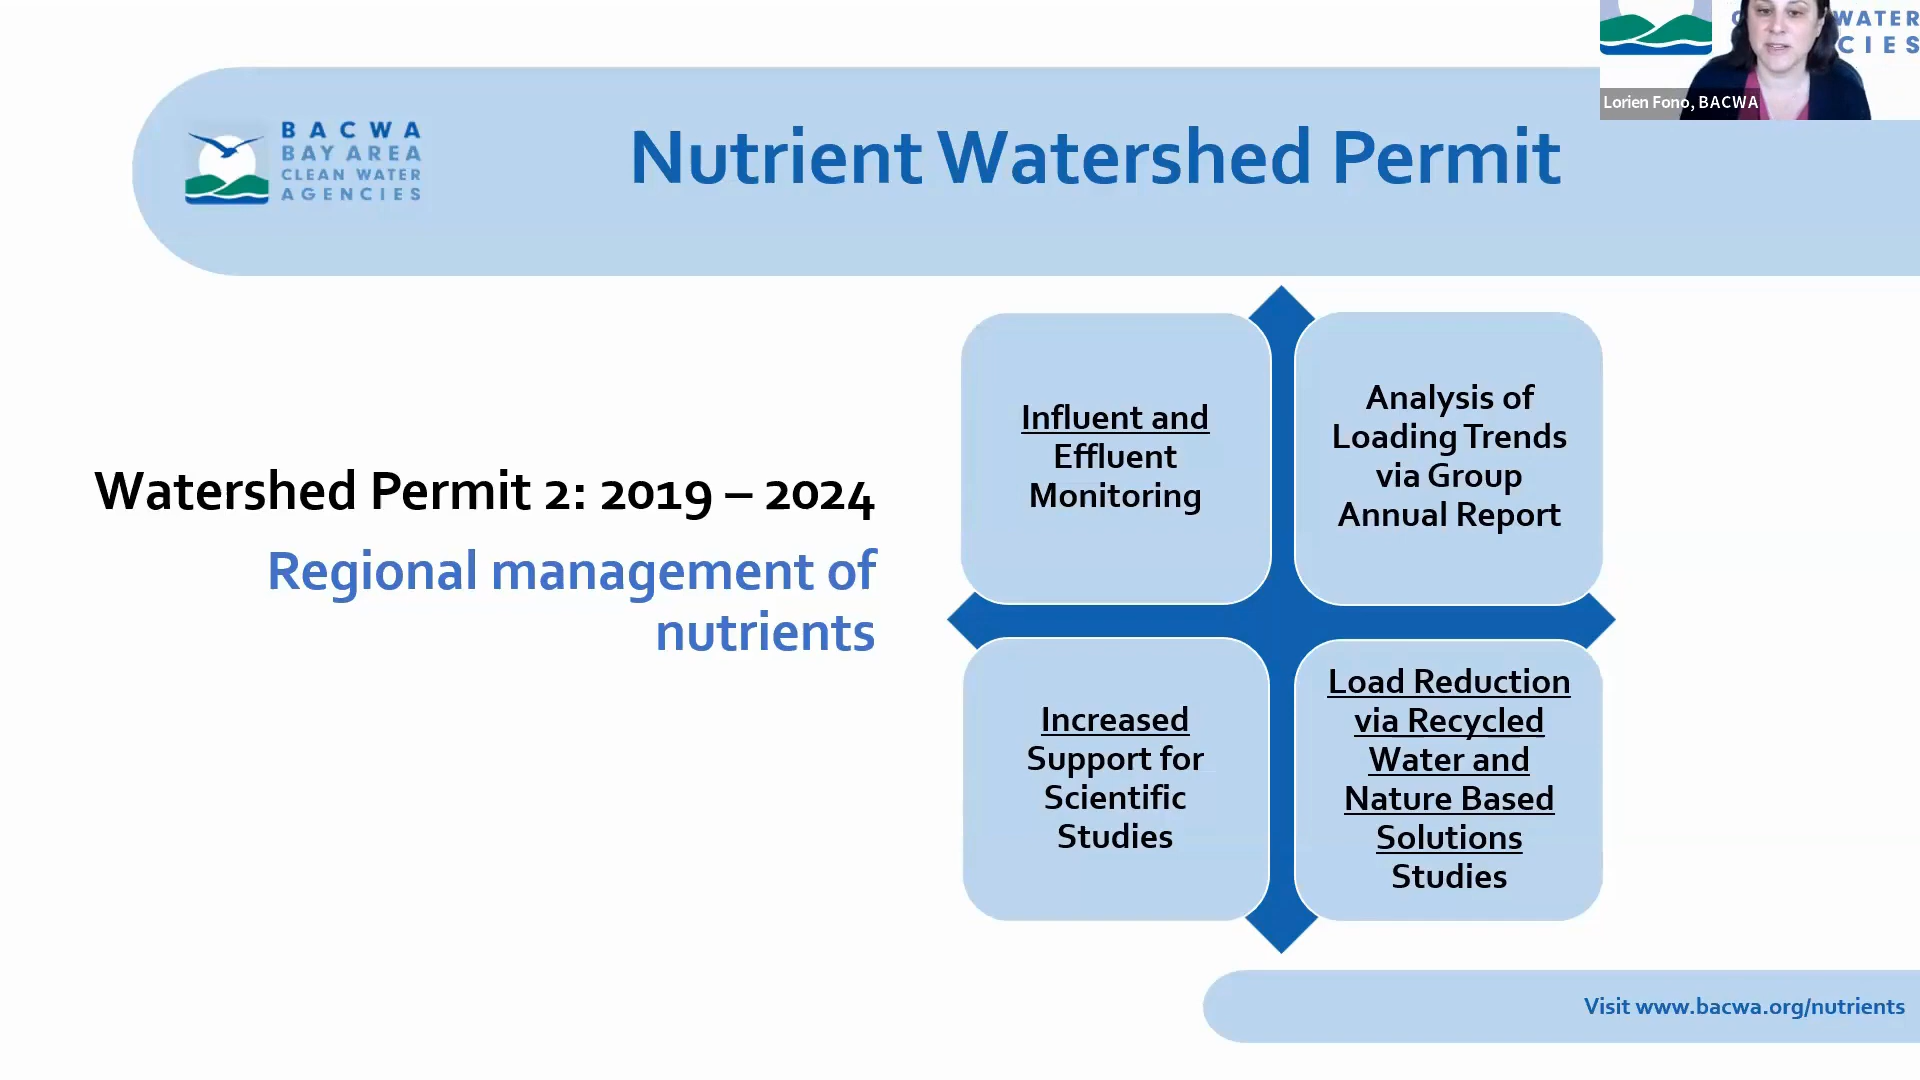 WATER
CIES
Lorien Fono, BACWA
BACWA
BAY AREA
CLEAN WATER
AGENCIES
Nutrient Watershed Permit
Watershed Permit 2: 2019 – 2024
Regional management of
nutrients
Influent and
Effluent
Monitoring
Analysis of
Loading Trends
via Group
Annual Report
Increased
Support for
Scientific
Studies
Load Reduction
via Recycled
Water and
Nature Based
Solutions
Studies
Visit www.bacwa.org/nutrients